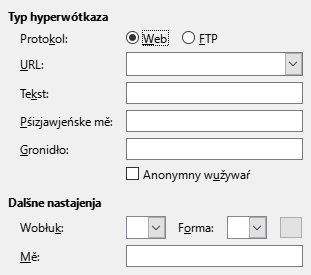 Typ hyperwótkaza
Protokol: Web FTP
URL:
Tekst:
Pśizjawjeńske mě:
Gronidło:
Anonymny wužywaŕ
Dalšne nastajenja
Wobłuk: Forma:
Mě: